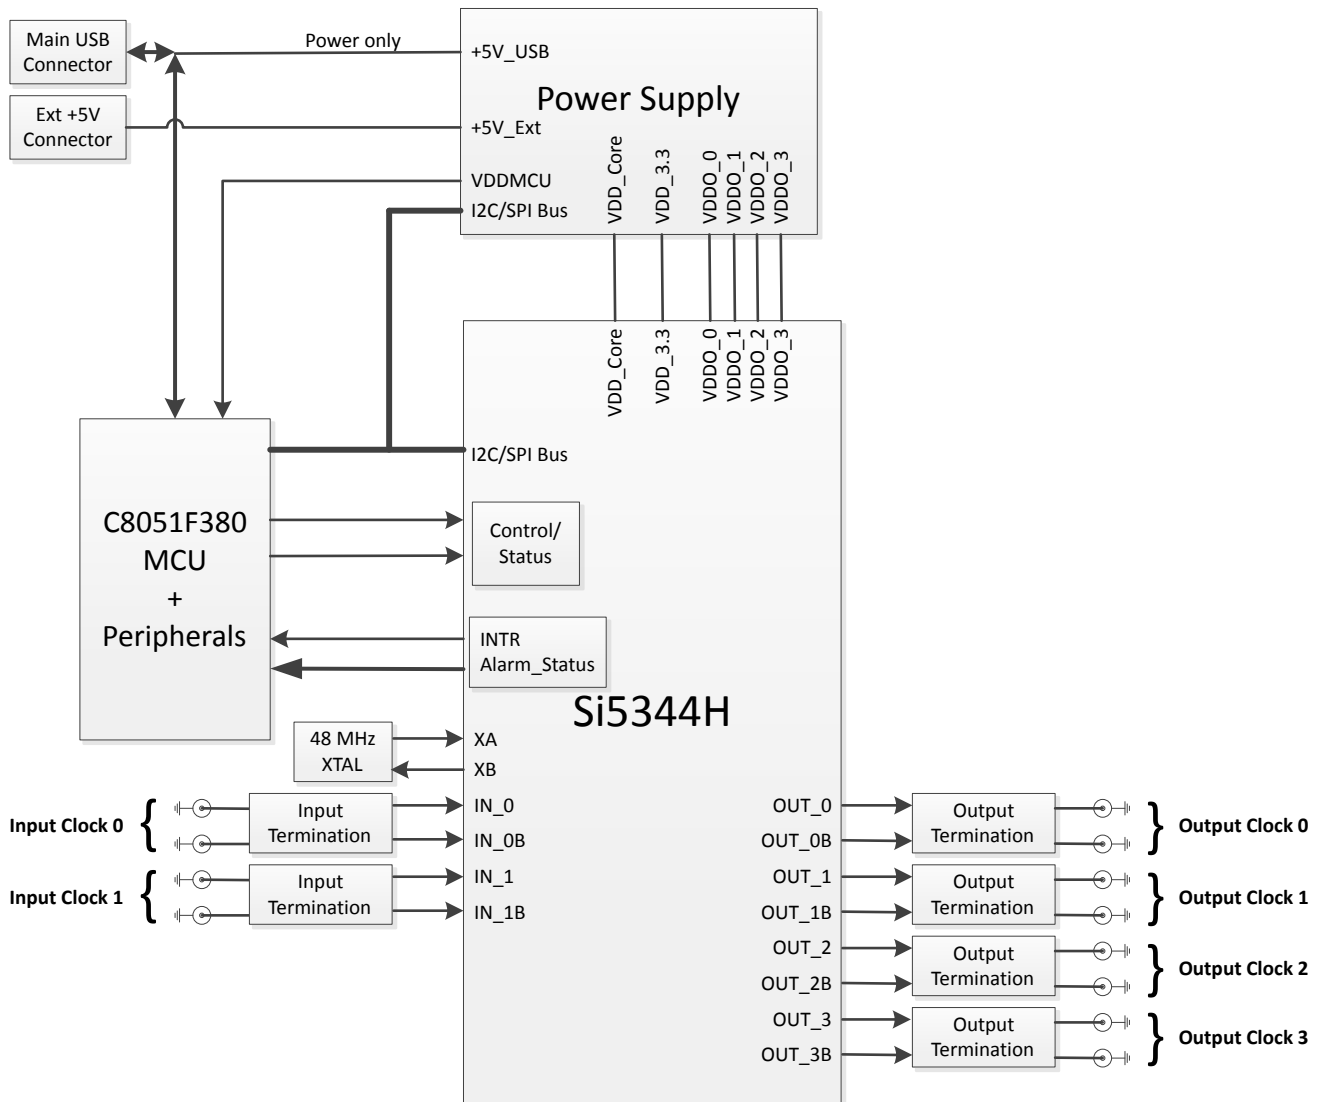 Main USB
Connector
Power only
+5V_USB
Power Supply
Ext +5V
Connector
+5V_Ext
VDDMCU
I2C/SPI Bus
VDD_Core
VDD_3.3
VDDO_0
VDDO_1
VDDO_2
VDDO_3
VDD_Core
VDD_3.3
VDDO_0
VDDO_1
VDDO_2
VDDO_3
I2C/SPI Bus
C8051F380
MCU
+
Peripherals
Control/
Status
INTR
Alarm_Status
Si5344H
48 MHz
XTAL
XA
XB
Input Clock 0
Input
Termination
IN_0
IN_0B
Input Clock 1
Input
Termination
IN_1
IN_1B
OUT_0
OUT_0B
Output
Termination
Output Clock 0
OUT_1
OUT_1B
Output
Termination
Output Clock 1
OUT_2
OUT_2B
Output
Termination
Output Clock 2
OUT_3
OUT_3B
Output
Termination
Output Clock 3